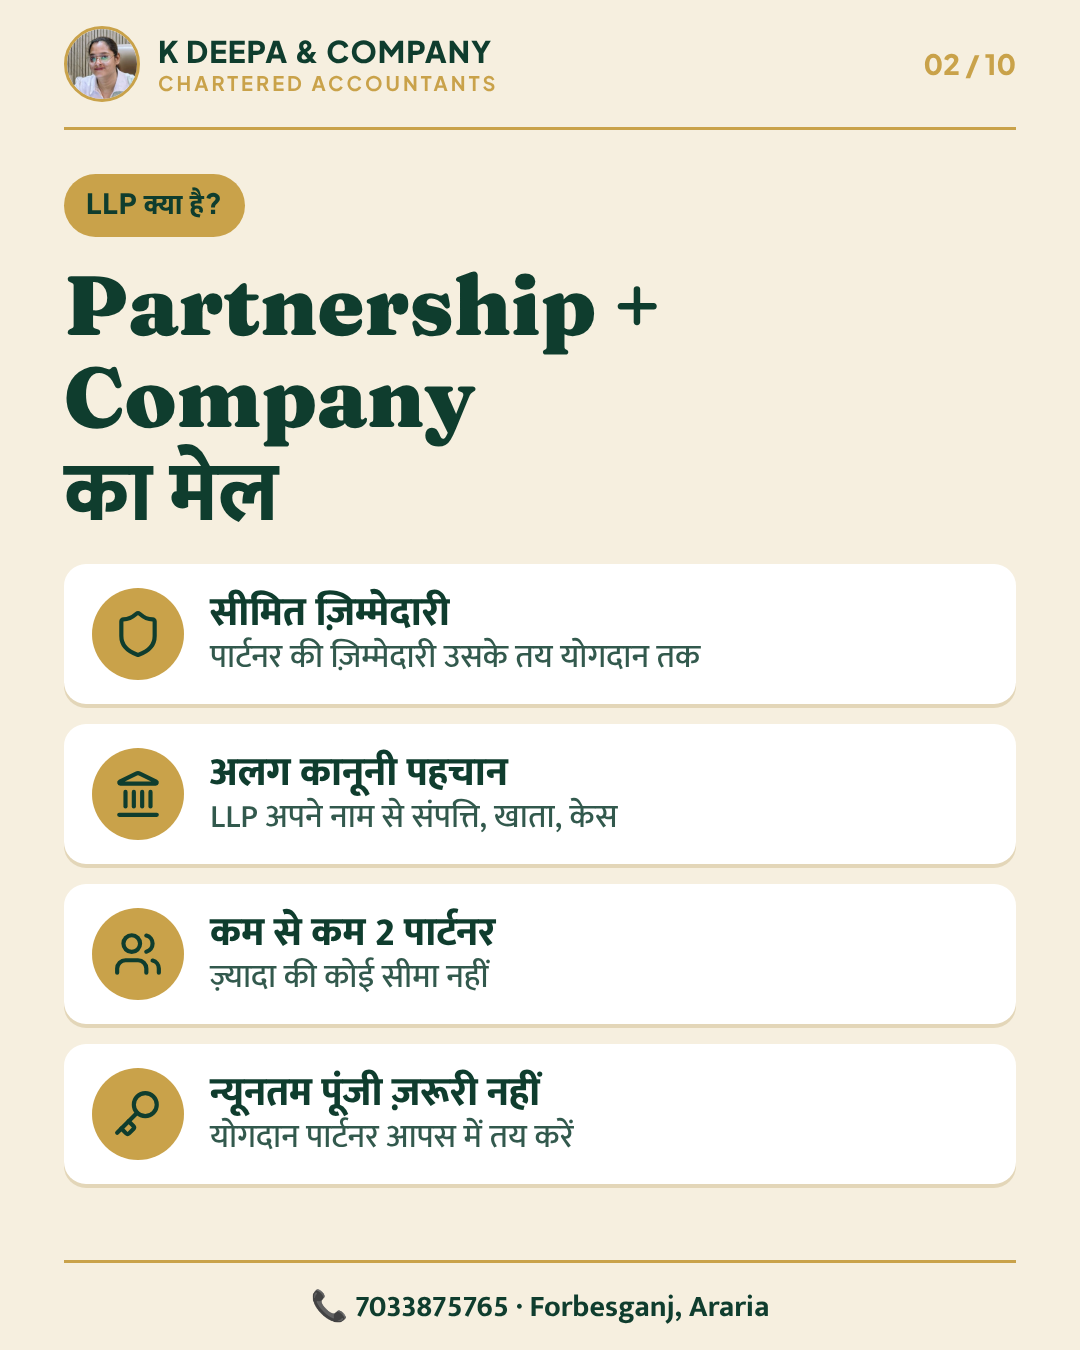 K DEEPA & COMPANY
CHARTERED ACCOUNTANTS
02 / 10
LLP क्या है?
Partnership +
Company
का मेल
सीमित ज़िम्मेदारी
पार्टनर की ज़िम्मेदारी उसके तय योगदान तक
अलग कानूनी पहचान
LLP अपने नाम से संपत्ति, खाता, केस
कम से कम 2 पार्टनर
ज़्यादा की कोई सीमा नहीं
न्यूनतम पूंजी ज़रूरी नहीं
योगदान पार्टनर आपस में तय करें
📞 7033875765 · Forbesganj, Araria